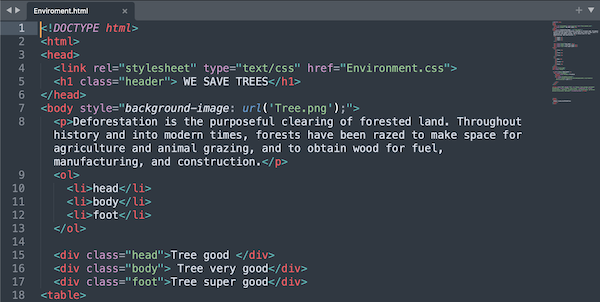 Enviroment.html
1 <!DOCTYPE html>
2 <html>
3 <head>
4 <link rel="stylesheet" type="text/css" href="Environment.css">
5 <h1 class="header"> WE SAVE TREES</h1>
6 </head>
7 <body style="background-image: url('Tree.png');">
8 <p>Deforestation is the purposeful clearing of forested land. Throughout
history and into modern times, forests have been razed to make space for
agriculture and animal grazing, and to obtain wood for fuel,
manufacturing, and construction.</p>
9 <ol>
10 <li>head</li>
11 <li>body</li>
12 <li>foot</li>
13 </ol>
14
15 <div class="head">Tree good </div>
16 <div class="body"> Tree very good</div>
17 <div class="foot">Tree super good</div>
18 <table>